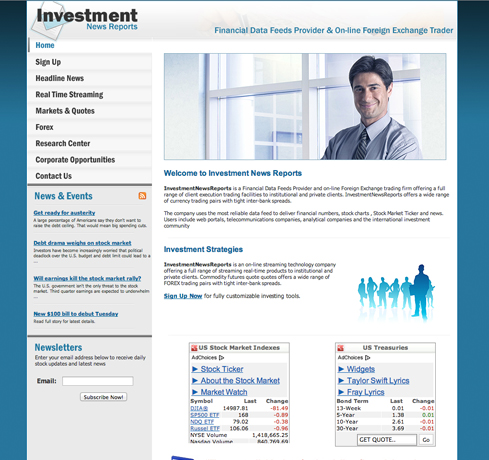 Investment
News Reports
Financial Data Feeds Provider & On-line Foreign Exchange Trader
Home
Sign Up
Headline News
Real Time Streaming
Markets & Quotes
Forex
Research Center
Corporate Opportunities
Contact Us
News & Events
Get ready for austerity
A large percentage of Americans say they don't want to
raise the debt ceiling. That would mean big spending cuts.
Debt drama weighs on stock market
Investors have become increasingly worried that political
deadlock over the U.S. budget and debt limit could lead to a
...
Will earnings kill the stock market rally?
The U.S. government isn't the only threat to the stock
market. Third quarter earnings are expected to underwhelm
...
New $100 bill to debut Tuesday
Read full story for latest details.
Newsletters
Enter your email address below to receive daily
stock updates and latest news
Email:
Subscribe Now!
Welcome to Investment News Reports
InvestmentNewsReports is a Financial Data Feeds Provider and on-line Foreign Exchange trading firm offering a full
range of client execution trading facilities to institutional and private clients. InvestmentNewsReports offers a wide range of
currency trading pairs with tight inter-bank spreads.
The company uses the most reliable data feed to deliver financial numbers, stock charts , Stock Market Ticker and news.
Users include web portals, telecommunications companies, analytical companies and the international investment
community
Investment Strategies
InvestmentNewsReports is an on-line streaming technology company
offering a full range of streaming real-time products to institutional and
private clients. Commodity futures quote quotes offers a wide range of
FOREX trading pairs with tight inter-bank spreads.
Sign Up Now for fully customizable investing tools.
US Stock Market Indexes
AdChoices
Stock Ticker
About the Stock Market
Market Watch
Symbol Last Change
DJIA® 14987.81 -81.49
SP500 ETF 168 -0.89
NDQ ETF 79.02 -0.38
Russel ETF 106.06 -0.96
NYSE Volume 1,418,665.25
Nasdaq Volume 840,769.69
US Treasuries
AdChoices
Widgets
Taylor Swift Lyrics
Fray Lyrics
Bond Term Last Change
13-Week 0.01 -0.01
5-Year 1.38 0.01
10-Year 2.61 -0.01
30-Year 3.69 -0.01
GET QUOTE.. Go